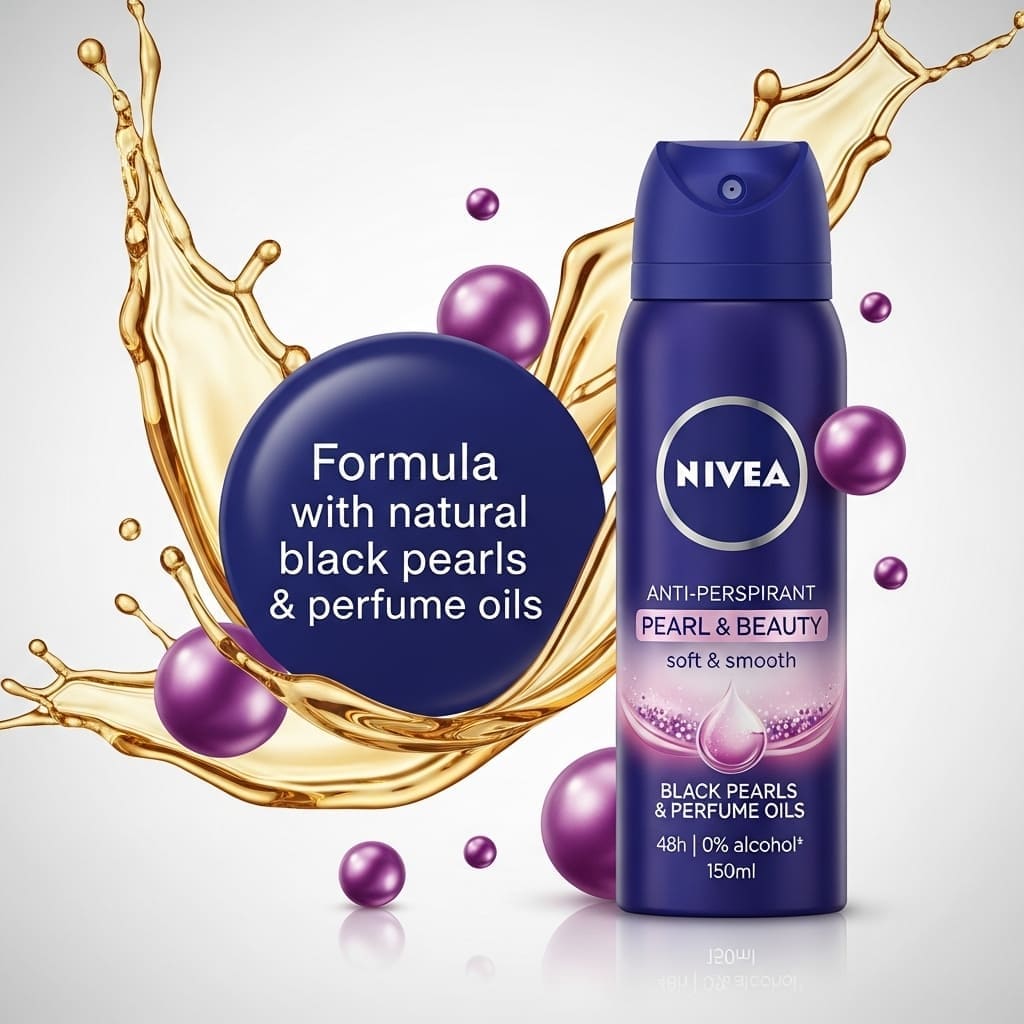 Formula
with natural
black pearls
& perfume oils
NIVEA
ANTI-PERSPIRANT
PEARL & BEAUTY
soft & smooth
BLACK PEARLS
& PERFUME OILS
48h | 0% alcohol*
150ml